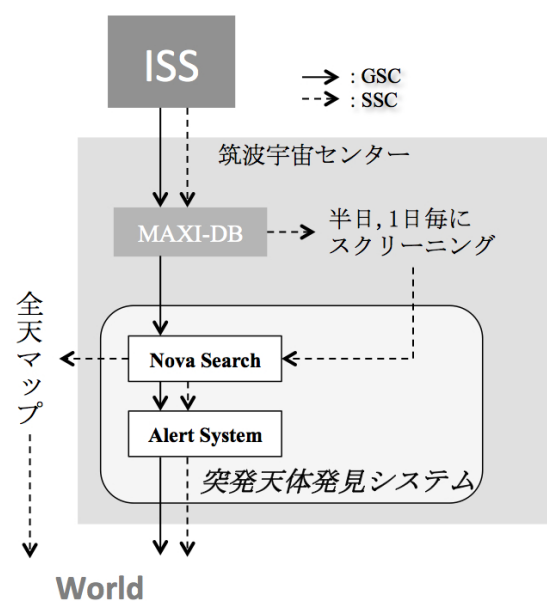 ISS
: GSC
: SSC
筑波宇宙センター
MAXI-DB
半日, 1日毎に
スクリーニング
全天マップ
Nova Search
Alert System
突発天体発見システム
World